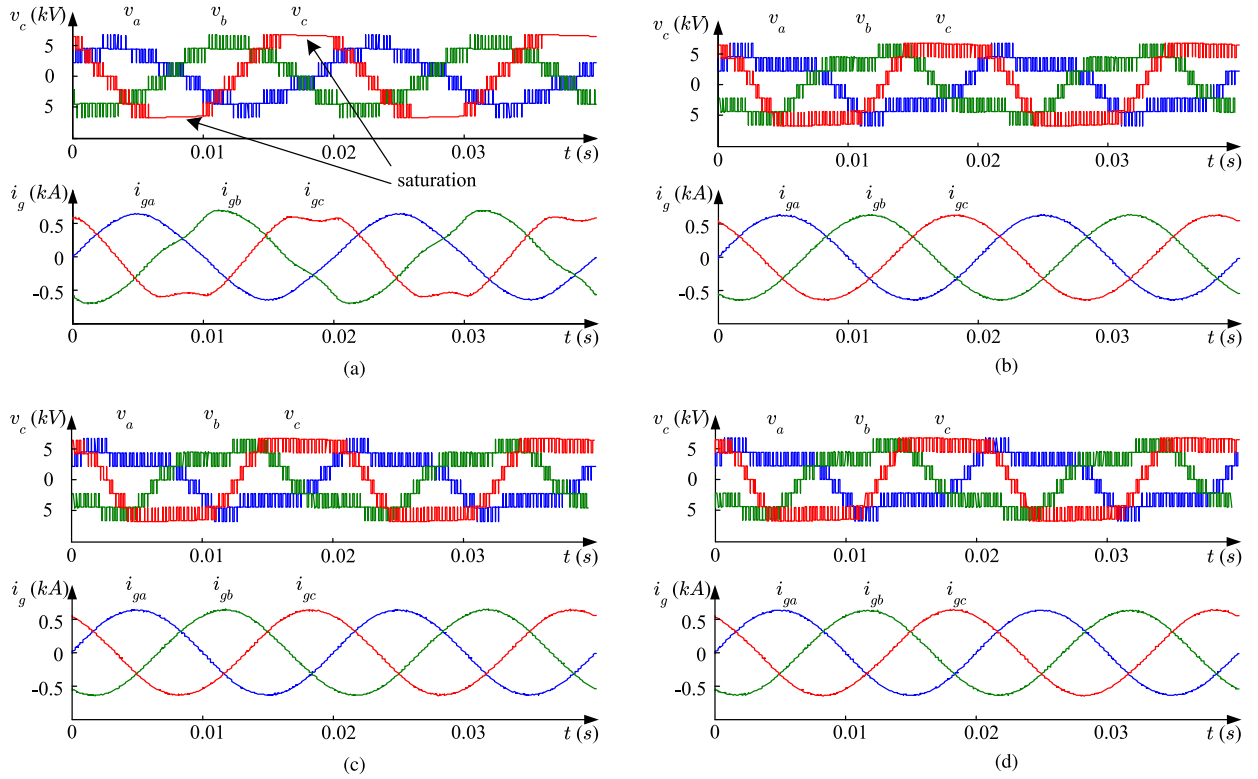 v_c (kV) v_a v_b v_c
5
0
5
0 0.01 0.02 0.03 t (s)
saturation
i_g (kA) i_ga i_gb i_gc
0.5
0
-0.5
0 0.01 0.02 0.03 t (s)
(a)
v_c (kV) v_a v_b v_c
5
0
5
0 0.01 0.02 0.03 t (s)
i_g (kA) i_ga i_gb i_gc
0.5
0
-0.5
0 0.01 0.02 0.03 t (s)
(b)
v_c (kV) v_a v_b v_c
5
0
5
0 0.01 0.02 0.03 t (s)
i_g (kA) i_ga i_gb i_gc
0.5
0
-0.5
0 0.01 0.02 0.03 t (s)
(c)
v_c (kV) v_a v_b v_c
5
0
5
0 0.01 0.02 0.03 t (s)
i_g (kA) i_ga i_gb i_gc
0.5
0
-0.5
0 0.01 0.02 0.03 t (s)
(d)